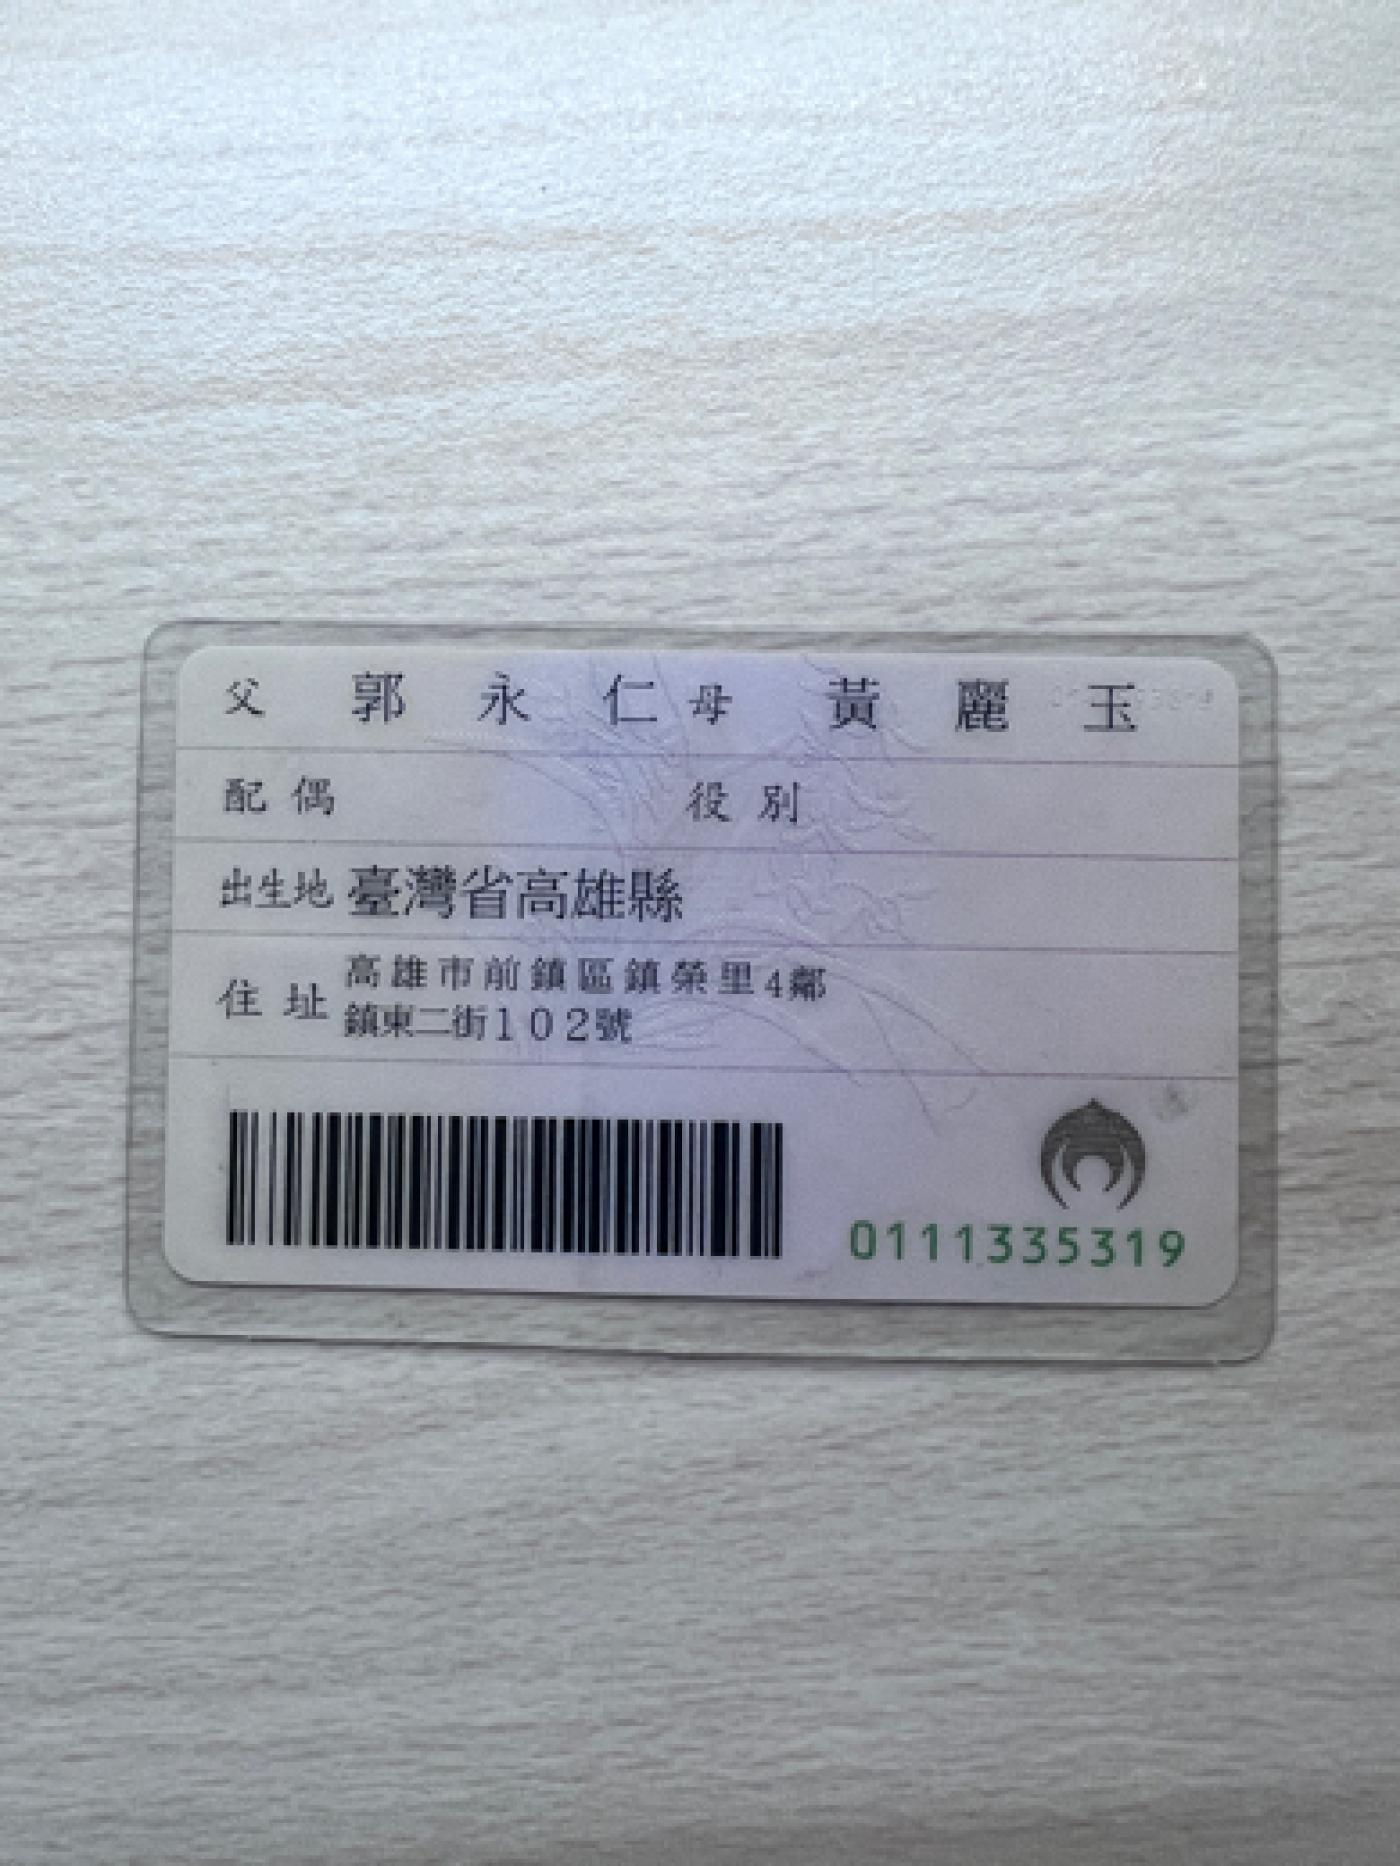 父 郭永仁 母 黃麗玉
配偶 役別
出生地 臺灣省高雄縣
住址 高雄市前鎮區鎮榮里4鄰
鎮東二街102號
0111335319